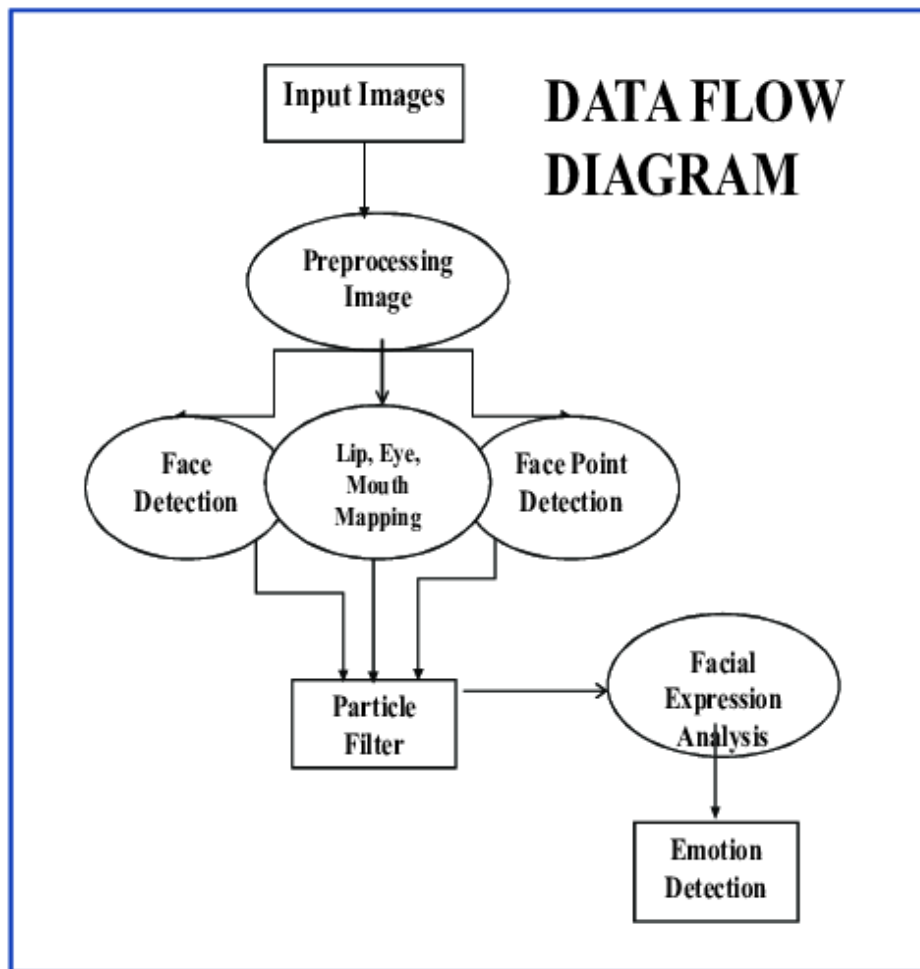 Input Images
DATA FLOW
DIAGRAM
Preprocessing
Image
Face
Detection
Lip, Eye,
Mouth
Mapping
Face Point
Detection
Particle
Filter
Facial
Expression
Analysis
Emotion
Detection